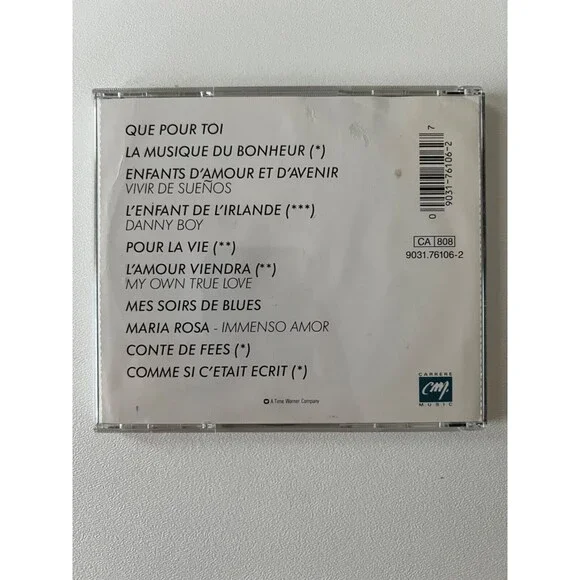 QUE POUR TOI
LA MUSIQUE DU BONHEUR (*)
ENFANTS D'AMOUR ET D'AVENIR
VIVIR DE SUEÑOS
L'ENFANT DE L'IRLANDE (***)
DANNY BOY
POUR LA VIE (**)
L'AMOUR VIENDRA (**)
MY OWN TRUE LOVE
MES SOIRS DE BLUES
MARIA ROSA - IMMENSO AMOR
CONTE DE FEES (*)
COMME SI C'ETAIT ECRIT (*)
A Time Warner Company
0 9031-76106-2 7
CA 808
9031.76106-2
CARRERE
cmp
MUSIC